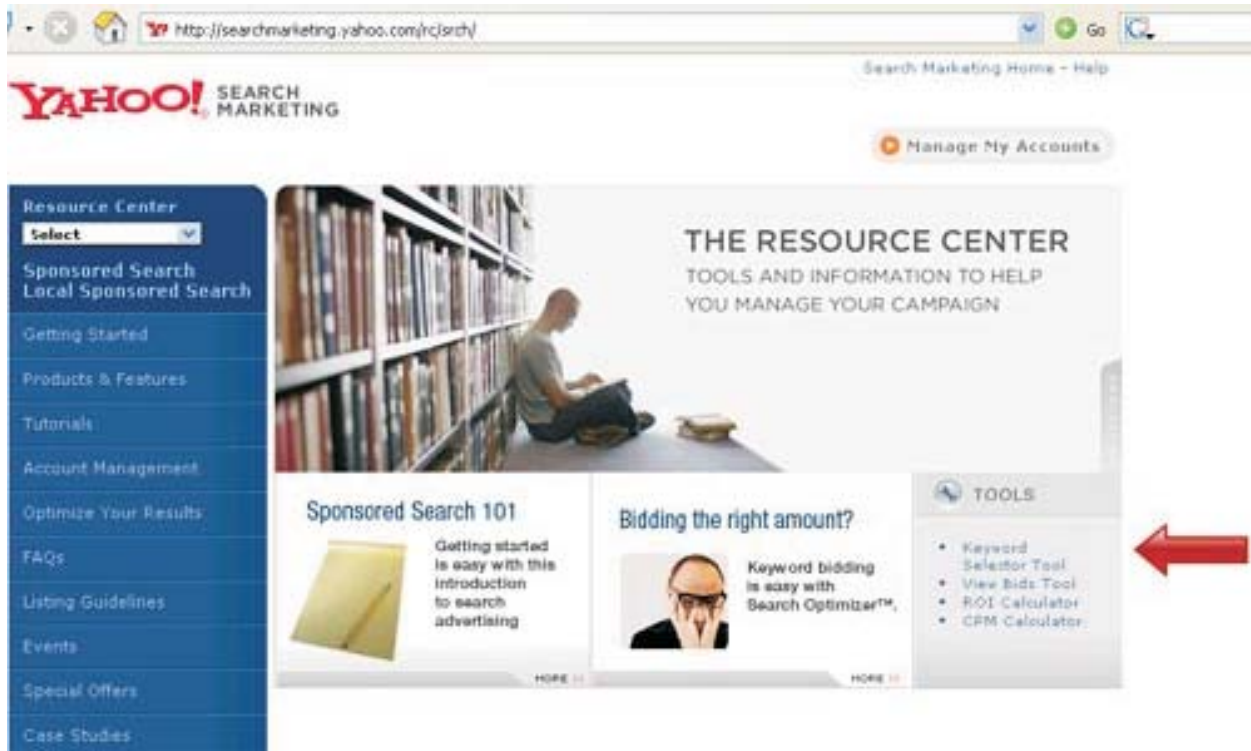 http://searchmarketing.yahoo.com/rc/srch/
Go
Search Marketing Home - Help
YAHOO! SEARCH
MARKETING
Manage My Accounts
Resource Center
Select
Sponsored Search
Local Sponsored Search
Getting Started
Products & Features
Tutorials
Account Management
Optimize Your Results
FAQs
Listing Guidelines
Events
Special Offers
Case Studies
THE RESOURCE CENTER
TOOLS AND INFORMATION TO HELP
YOU MANAGE YOUR CAMPAIGN
Sponsored Search 101
Getting started
is easy with this
introduction
to search
advertising
MORE
Bidding the right amount?
Keyword bidding
is easy with
Search Optimizer™.
MORE
TOOLS
• Keyword
Selector Tool
• View Bids Tool
• ROI Calculator
• CPM Calculator